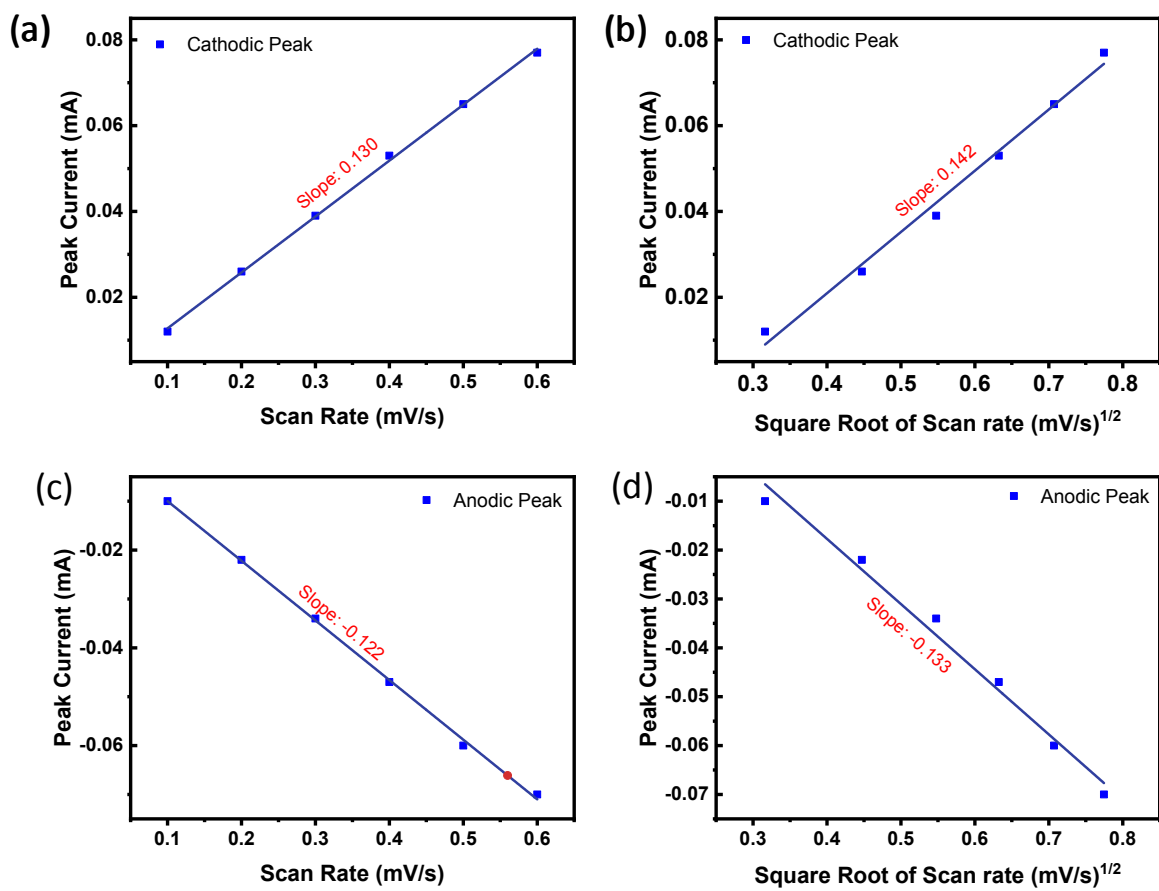 (a)
Cathodic Peak
0.08
0.06
0.04
0.02
Peak Current (mA)
Slope: 0.130
0.1 0.2 0.3 0.4 0.5 0.6
Scan Rate (mV/s)
(b)
Cathodic Peak
0.08
0.06
0.04
0.02
Peak Current (mA)
Slope: 0.142
0.3 0.4 0.5 0.6 0.7 0.8
Square Root of Scan rate (mV/s)1/2
(c)
Anodic Peak
-0.02
-0.04
-0.06
Peak Current (mA)
Slope: -0.122
0.1 0.2 0.3 0.4 0.5 0.6
Scan Rate (mV/s)
(d)
Anodic Peak
-0.01
-0.02
-0.03
-0.04
-0.05
-0.06
-0.07
Peak Current (mA)
Slope: -0.133
0.3 0.4 0.5 0.6 0.7 0.8
Square Root of Scan rate (mV/s)1/2